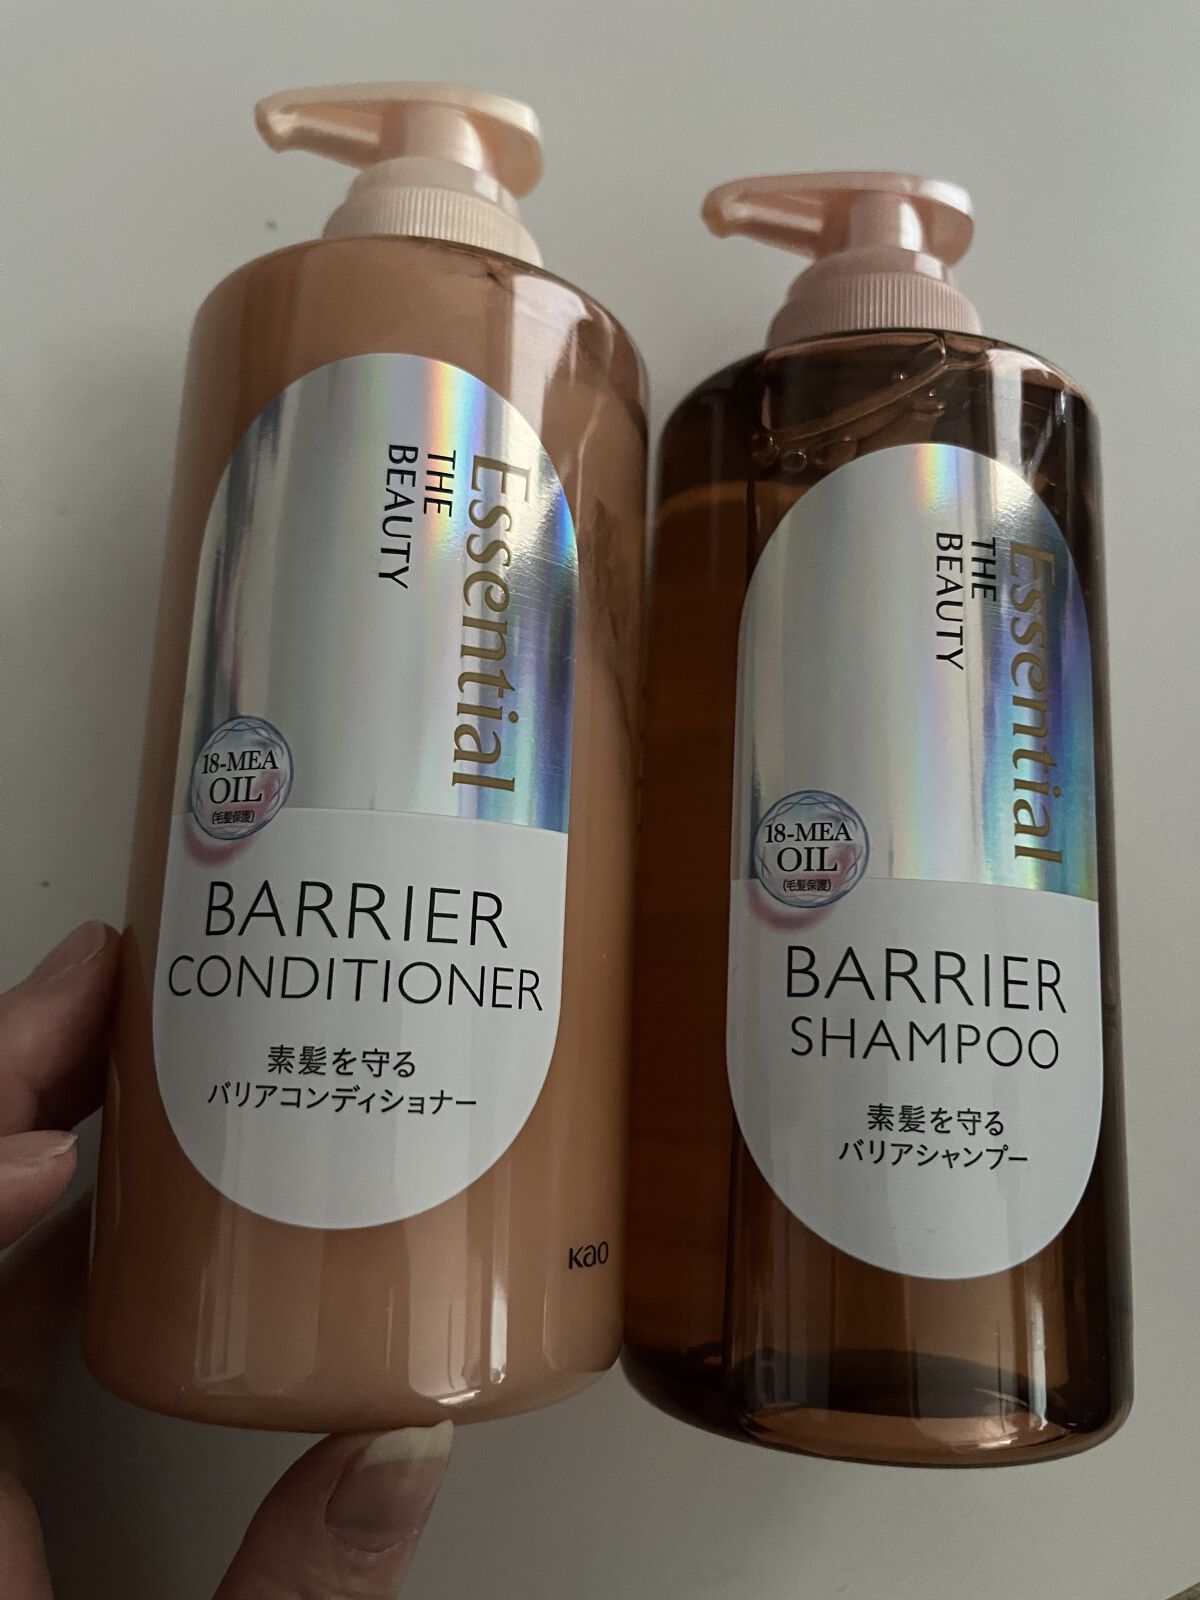 Essential
THE
BEAUTY
18-MEA
OIL
(毛髪保護)
BARRIER
CONDITIONER
素髪を守る
バリアコンディショナー
Kao
Essential
THE
BEAUTY
18-MEA
OIL
(毛髪保護)
BARRIER
SHAMPOO
素髪を守る
バリアシャンプー